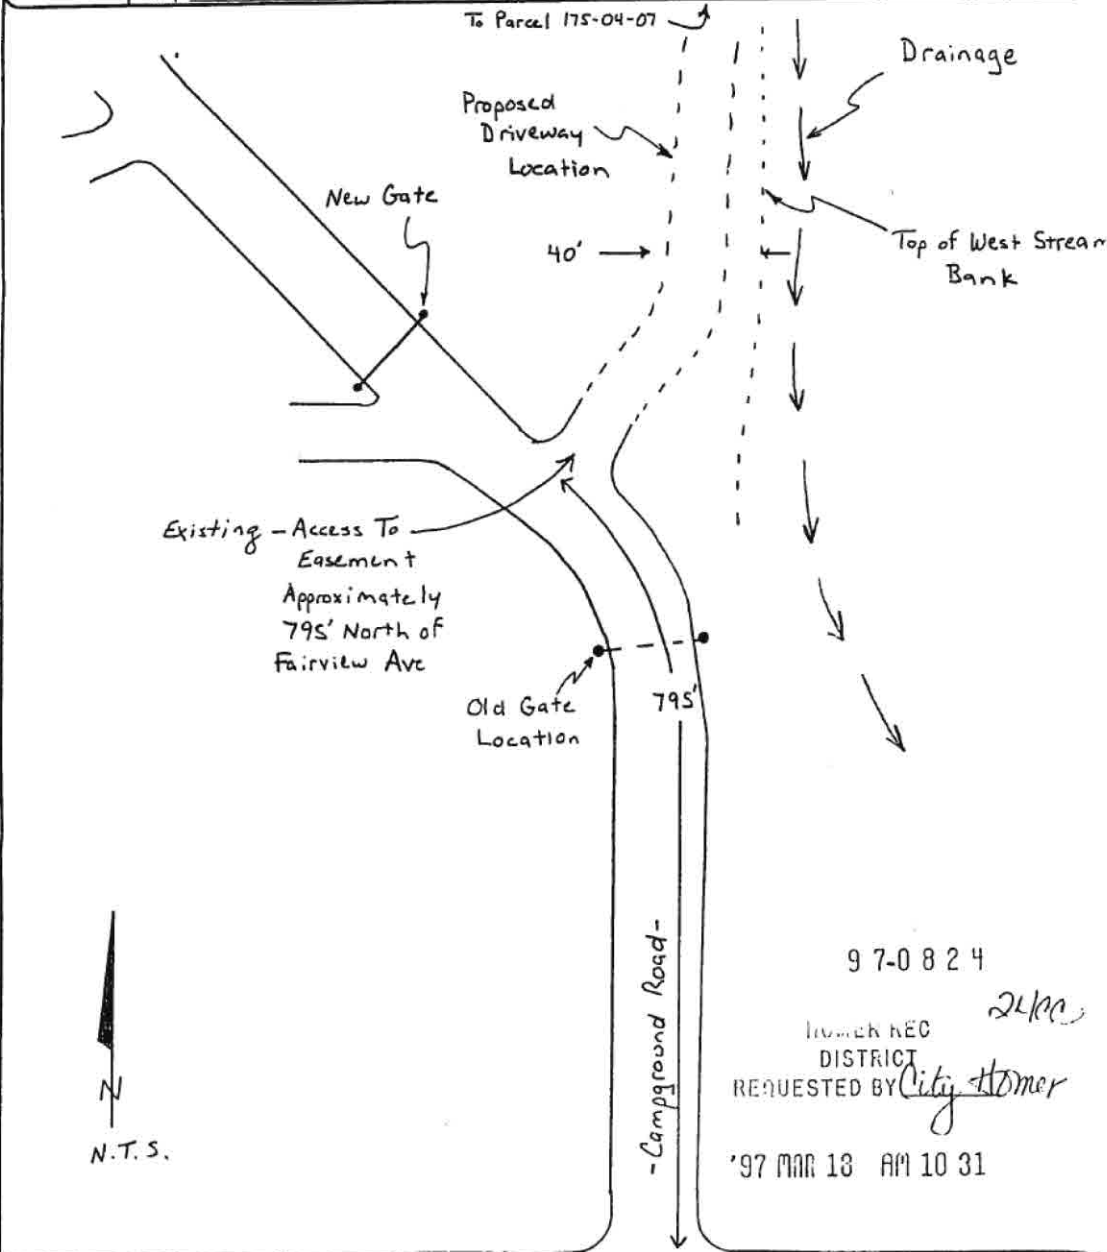 To Parcel 175-04-07
Drainage
Proposed
Driveway
Location
New Gate
40'
Top of West Stream
Bank
Existing - Access To
Easement
Approximately
795' North of
Fairview Ave
Old Gate
Location
795'
-Campground Road-
N
N.T.S.
97-0824
REC
DISTRICT
REQUESTED BY City Homer
'97 MAR 13 AM 10 31